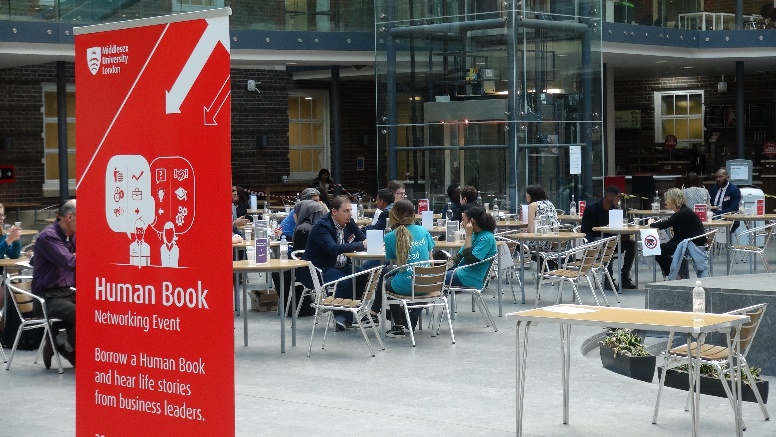 Middlesex
University
London
Human Book
Networking Event
Borrow a Human Book
and hear life stories
from business leaders.